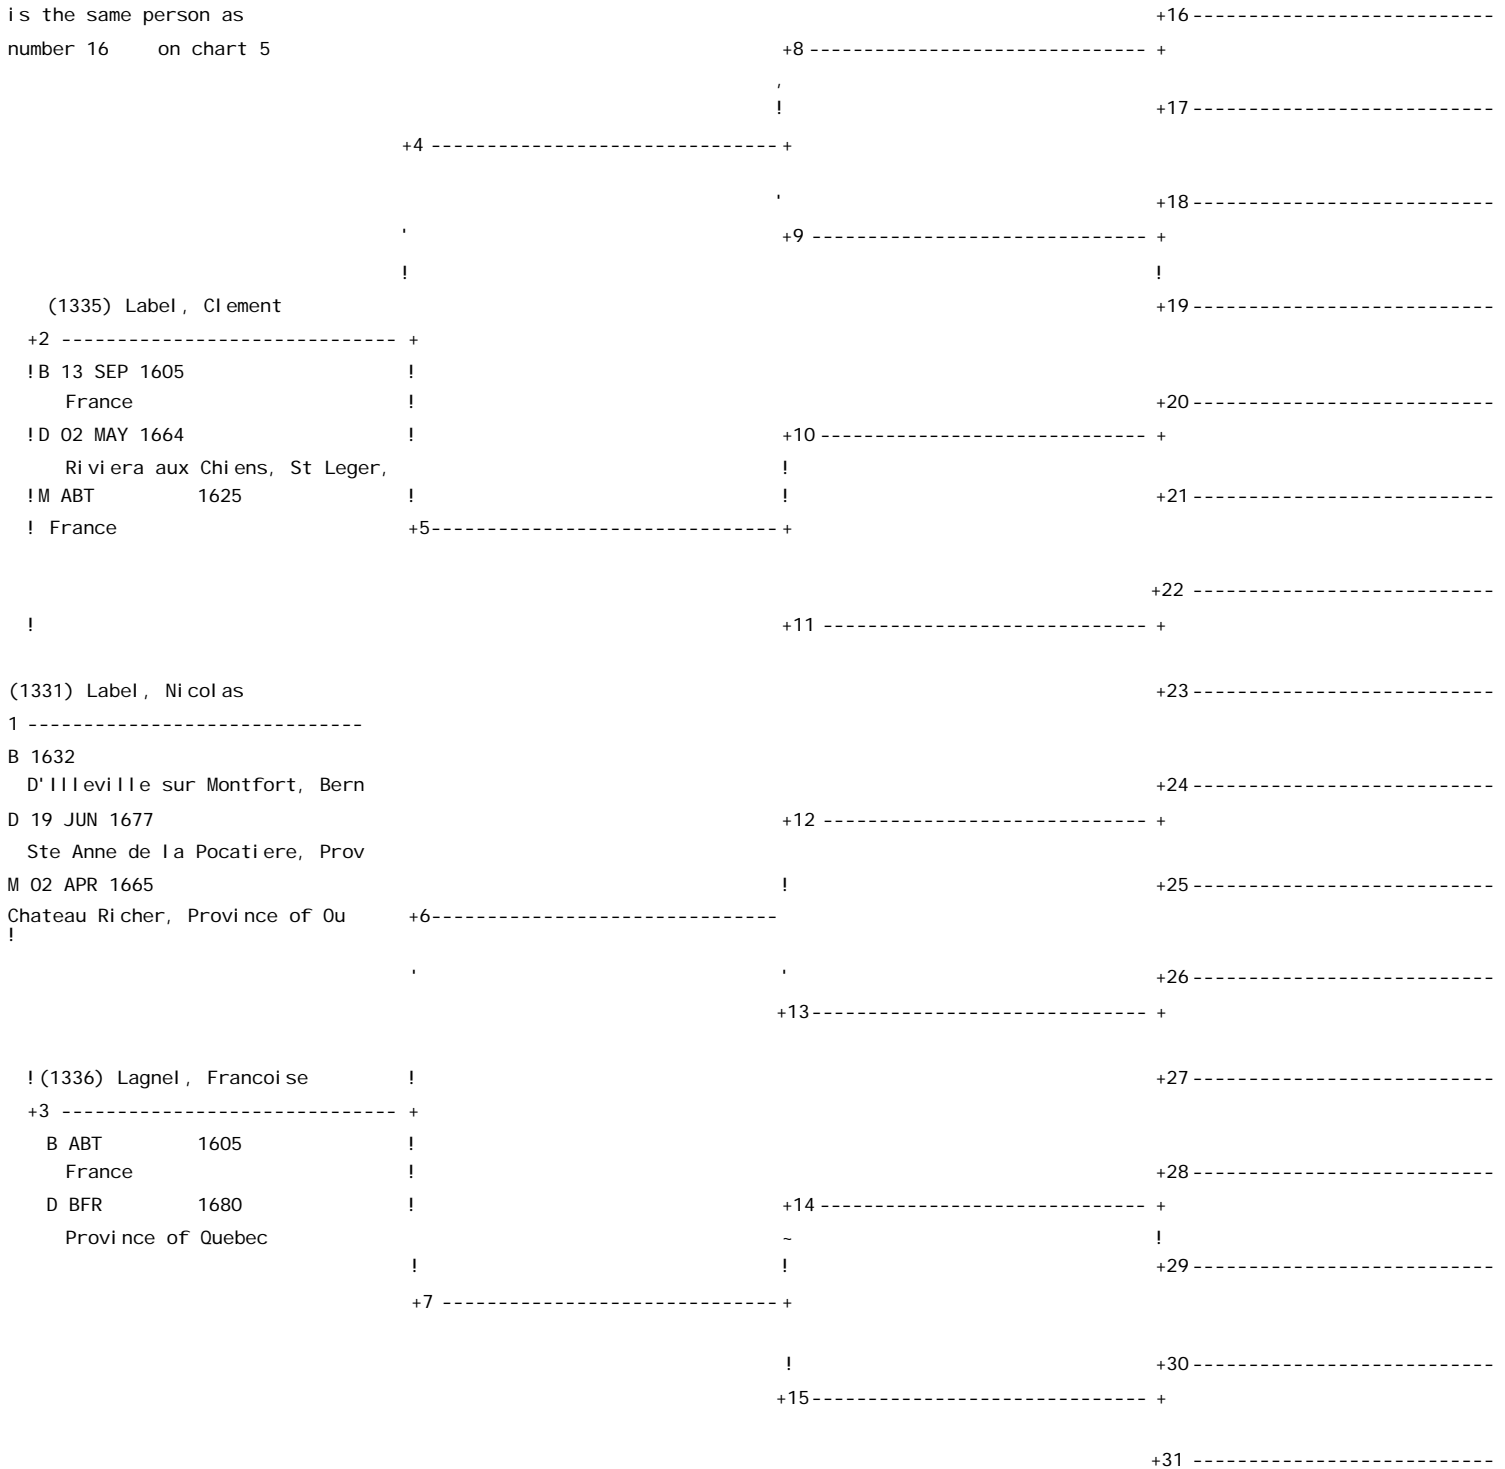 is the same person as +16---------------------------
number 16 on chart 5 +8------------------------------ +
,
! +17---------------------------
+4 ------------------------------- +
' +18---------------------------
' +9 ------------------------------ +
! !
(1335) Label, Clement +19---------------------------
+2 ------------------------------ +
!B 13 SEP 1605 !
France ! +20---------------------------
!D 02 MAY 1664 ! +10----------------------------- +
Riviera aux Chiens, St Leger, !
!M ABT 1625 ! ! +21---------------------------
! France +5------------------------------- +
+22 ---------------------------
! +11 ----------------------------- +
(1331) Label, Nicolas +23---------------------------
1 ------------------------------
B 1632
D'Illeville sur Montfort, Bern +24---------------------------
D 19 JUN 1677 +12 ----------------------------- +
Ste Anne de la Pocatiere, Prov
M 02 APR 1665 ! +25---------------------------
Chateau Richer, Province of Ou +6-------------------------------
!
' ' +26---------------------------
+13------------------------------ +
!(1336) Lagnel, Francoise ! +27---------------------------
+3 ------------------------------ +
B ABT 1605 !
France ! +28---------------------------
D BFR 1680 ! +14 ----------------------------- +
Province of Quebec ~ !
! ! +29---------------------------
+7 ------------------------------ +
! +30---------------------------
+15------------------------------ +
+31 ---------------------------